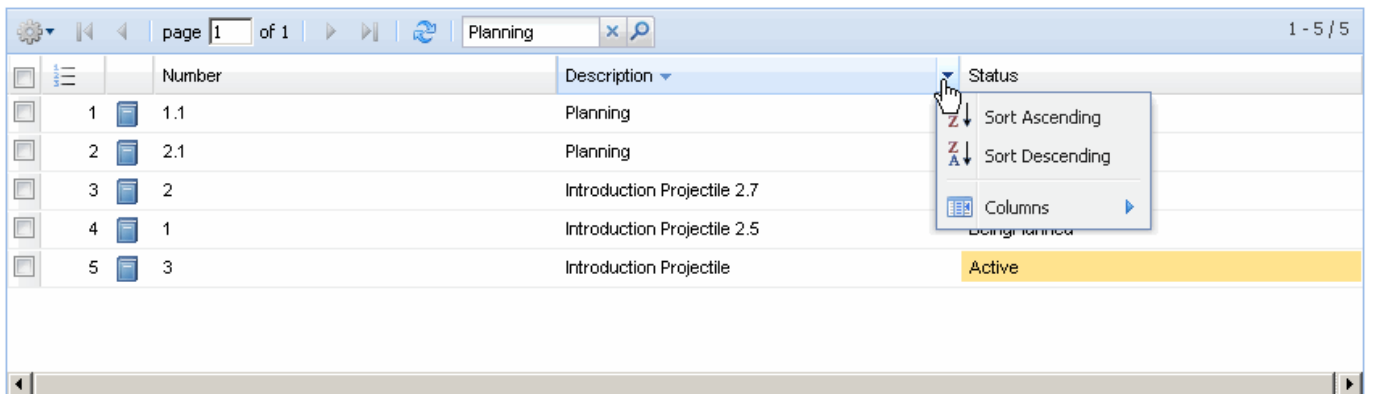 page 1 of 1 Planning 1 - 5 / 5
Number Description Status
1 1.1 Planning
Sort Ascending
2 2.1 Planning
Sort Descending
3 2 Introduction Projectile 2.7
Columns
4 1 Introduction Projectile 2.5
5 3 Introduction Projectile Active